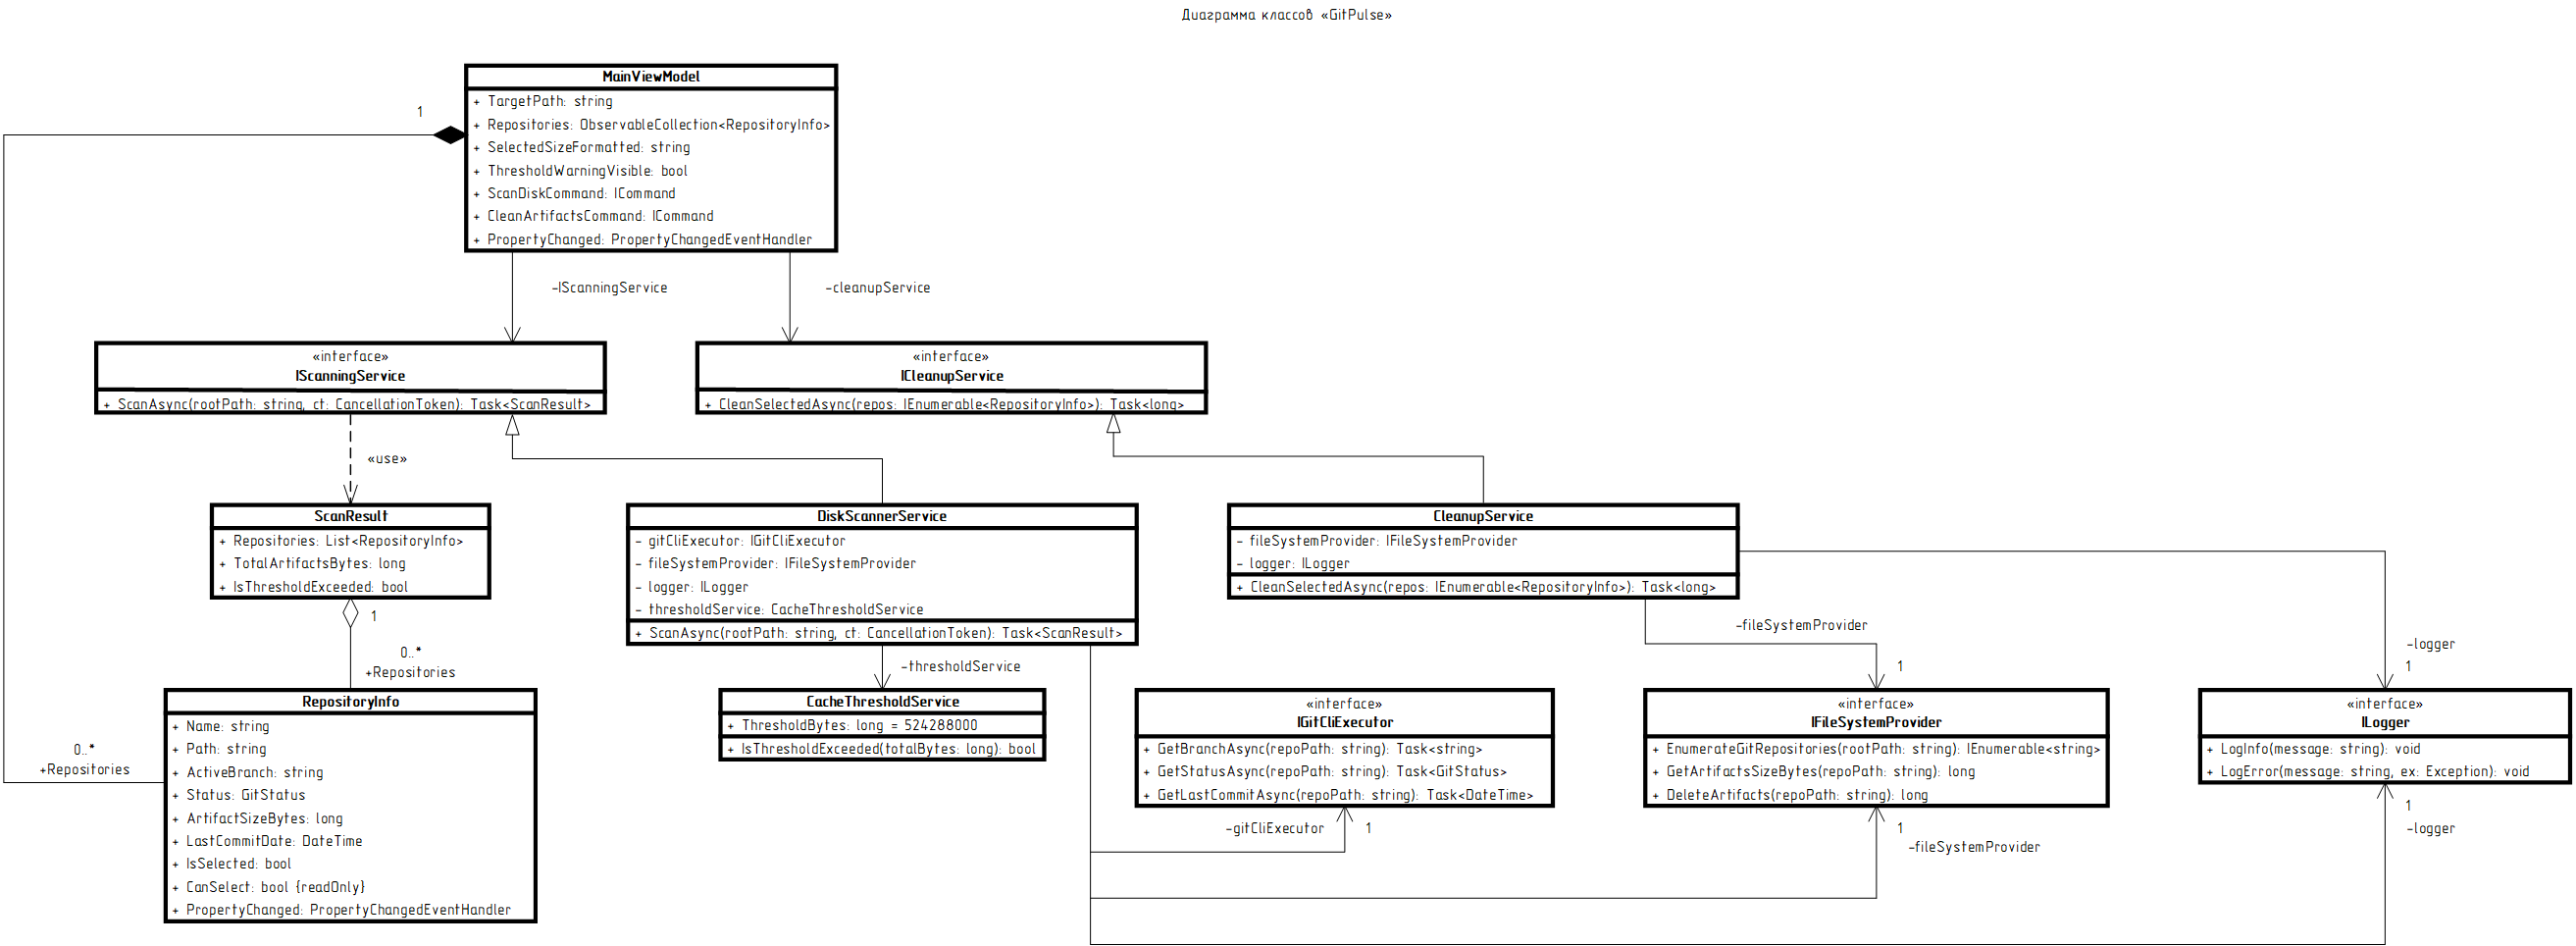 Диаграмма классов «GitPulse»
MainViewModel
+ TargetPath: string
+ Repositories: ObservableCollection<RepositoryInfo>
+ SelectedSizeFormatted: string
+ ThresholdWarningVisible: bool
+ ScanDiskCommand: ICommand
+ CleanArtifactsCommand: ICommand
+ PropertyChanged: PropertyChangedEventHandler
1
-IScanningService
-cleanupService
«interface»
IScanningService
+ ScanAsync(rootPath: string, ct: CancellationToken): Task<ScanResult>
«interface»
ICleanupService
+ CleanSelectedAsync(repos: IEnumerable<RepositoryInfo>): Task<long>
«use»
ScanResult
+ Repositories: List<RepositoryInfo>
+ TotalArtifactsBytes: long
+ IsThresholdExceeded: bool
DiskScannerService
- gitCliExecutor: IGitCliExecutor
- fileSystemProvider: IFileSystemProvider
- logger: ILogger
- thresholdService: CacheThresholdService
+ ScanAsync(rootPath: string, ct: CancellationToken): Task<ScanResult>
CleanupService
- fileSystemProvider: IFileSystemProvider
- logger: ILogger
+ CleanSelectedAsync(repos: IEnumerable<RepositoryInfo>): Task<long>
1
0..*
+Repositories
-thresholdService
-fileSystemProvider
1
-logger
1
0..*
+Repositories
RepositoryInfo
+ Name: string
+ Path: string
+ ActiveBranch: string
+ Status: GitStatus
+ ArtifactSizeBytes: long
+ LastCommitDate: DateTime
+ IsSelected: bool
+ CanSelect: bool {readOnly}
+ PropertyChanged: PropertyChangedEventHandler
CacheThresholdService
+ ThresholdBytes: long = 524288000
+ IsThresholdExceeded(totalBytes: long): bool
«interface»
IGitCliExecutor
+ GetBranchAsync(repoPath: string): Task<string>
+ GetStatusAsync(repoPath: string): Task<GitStatus>
+ GetLastCommitAsync(repoPath: string): Task<DateTime>
«interface»
IFileSystemProvider
+ EnumerateGitRepositories(rootPath: string): IEnumerable<string>
+ GetArtifactsSizeBytes(repoPath: string): long
+ DeleteArtifacts(repoPath: string): long
«interface»
ILogger
+ LogInfo(message: string): void
+ LogError(message: string, ex: Exception): void
-gitCliExecutor
1
1
-fileSystemProvider
1
-logger